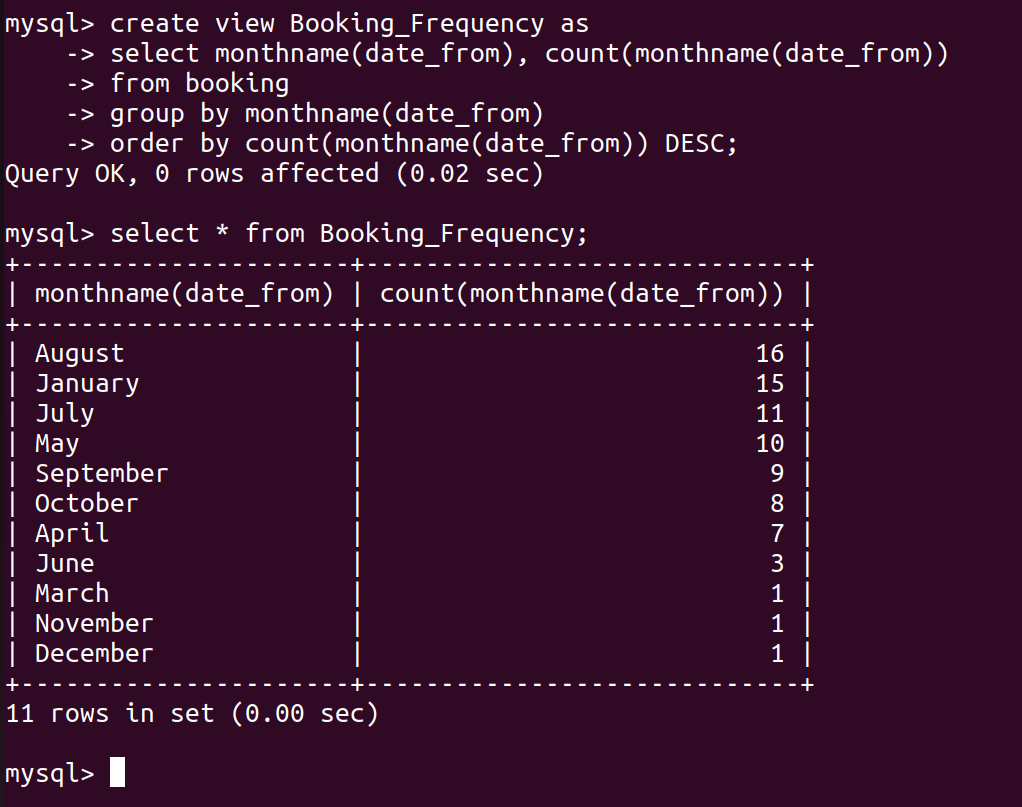 mysql> create view Booking_Frequency as
    -> select monthname(date_from), count(monthname(date_from))
    -> from booking
    -> group by monthname(date_from)
    -> order by count(monthname(date_from)) DESC;
Query OK, 0 rows affected (0.02 sec)

mysql> select * from Booking_Frequency;
+----------------------+-----------------------------+
| monthname(date_from) | count(monthname(date_from)) |
+----------------------+-----------------------------+
| August               |                          16 |
| January              |                          15 |
| July                 |                          11 |
| May                  |                          10 |
| September            |                           9 |
| October              |                           8 |
| April                |                           7 |
| June                 |                           3 |
| March                |                           1 |
| November             |                           1 |
| December             |                           1 |
+----------------------+-----------------------------+
11 rows in set (0.00 sec)

mysql>